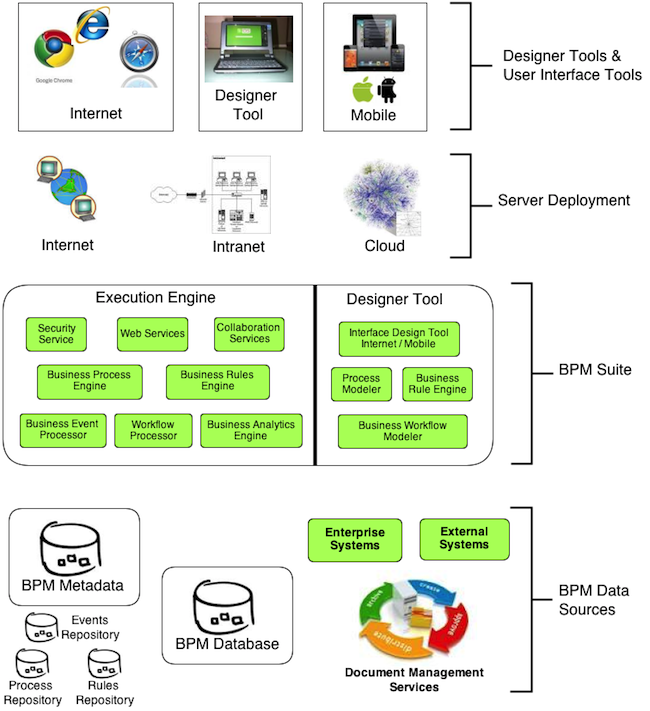 Google Chrome
Internet
Designer
Tool
Mobile
Designer Tools &
User Interface Tools
Internet
Intranet
Cloud
Server Deployment
Execution Engine
Designer Tool
Security
Service
Web Services
Collaboration
Services
Interface Design Tool
Internet / Mobile
Business Process
Engine
Business Rules
Engine
Process
Modeler
Business
Rule Engine
Business Event
Processor
Workflow
Processor
Business Analytics
Engine
Business Workflow
Modeler
BPM Suite
BPM Metadata
Events
Repository
Process
Repository
Rules
Repository
BPM Database
Enterprise
Systems
External
Systems
archive
create
approve
distribute
Document Management
Services
BPM Data
Sources